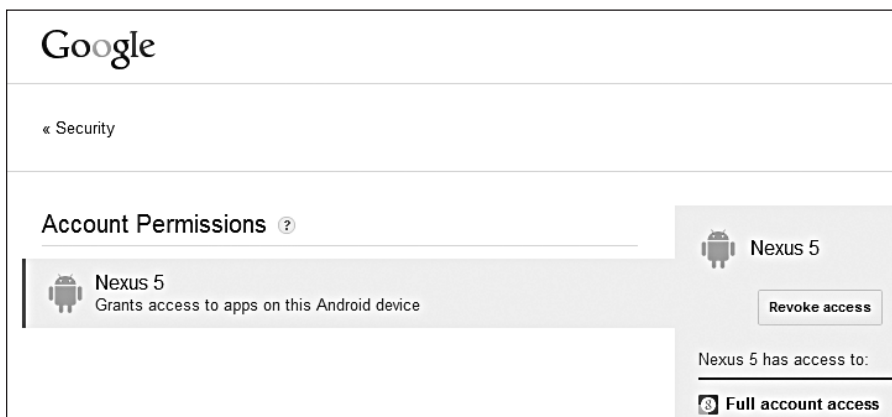 Google
« Security
Account Permissions ?
Nexus 5
Grants access to apps on this Android device
Nexus 5
Revoke access
Nexus 5 has access to:
8 Full account access